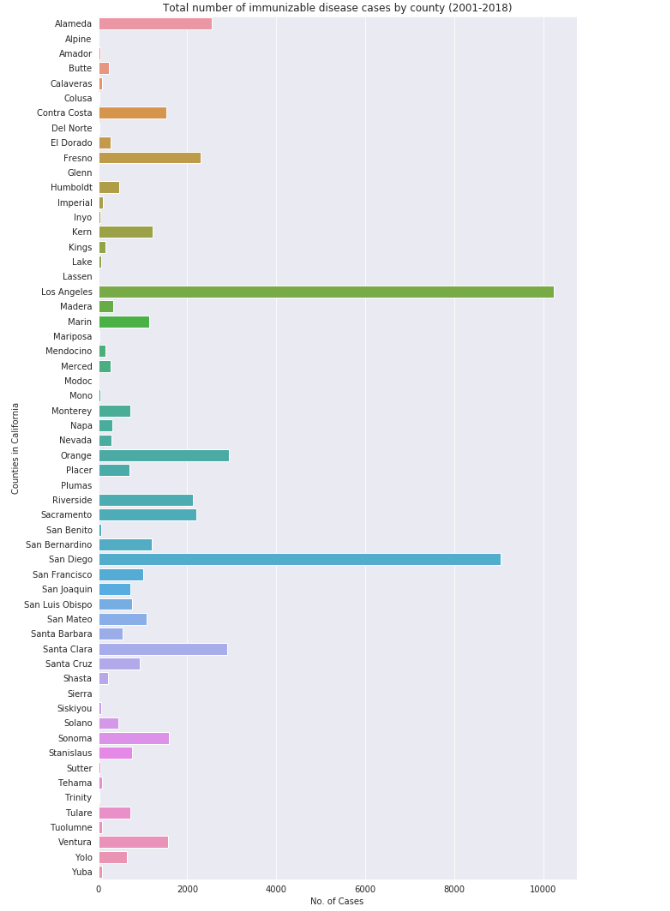 Total number of immunizable disease cases by county (2001-2018)
Alameda
Alpine
Amador
Butte
Calaveras
Colusa
Contra Costa
Del Norte
El Dorado
Fresno
Glenn
Humboldt
Imperial
Inyo
Kern
Kings
Lake
Lassen
Los Angeles
Madera
Marin
Mariposa
Mendocino
Merced
Modoc
Mono
Monterey
Napa
Nevada
Orange
Placer
Plumas
Riverside
Sacramento
San Benito
San Bernardino
San Diego
San Francisco
San Joaquin
San Luis Obispo
San Mateo
Santa Barbara
Santa Clara
Santa Cruz
Shasta
Sierra
Siskiyou
Solano
Sonoma
Stanislaus
Sutter
Tehama
Trinity
Tulare
Tuolumne
Ventura
Yolo
Yuba
Counties in California
0 2000 4000 6000 8000 10000
No. of Cases